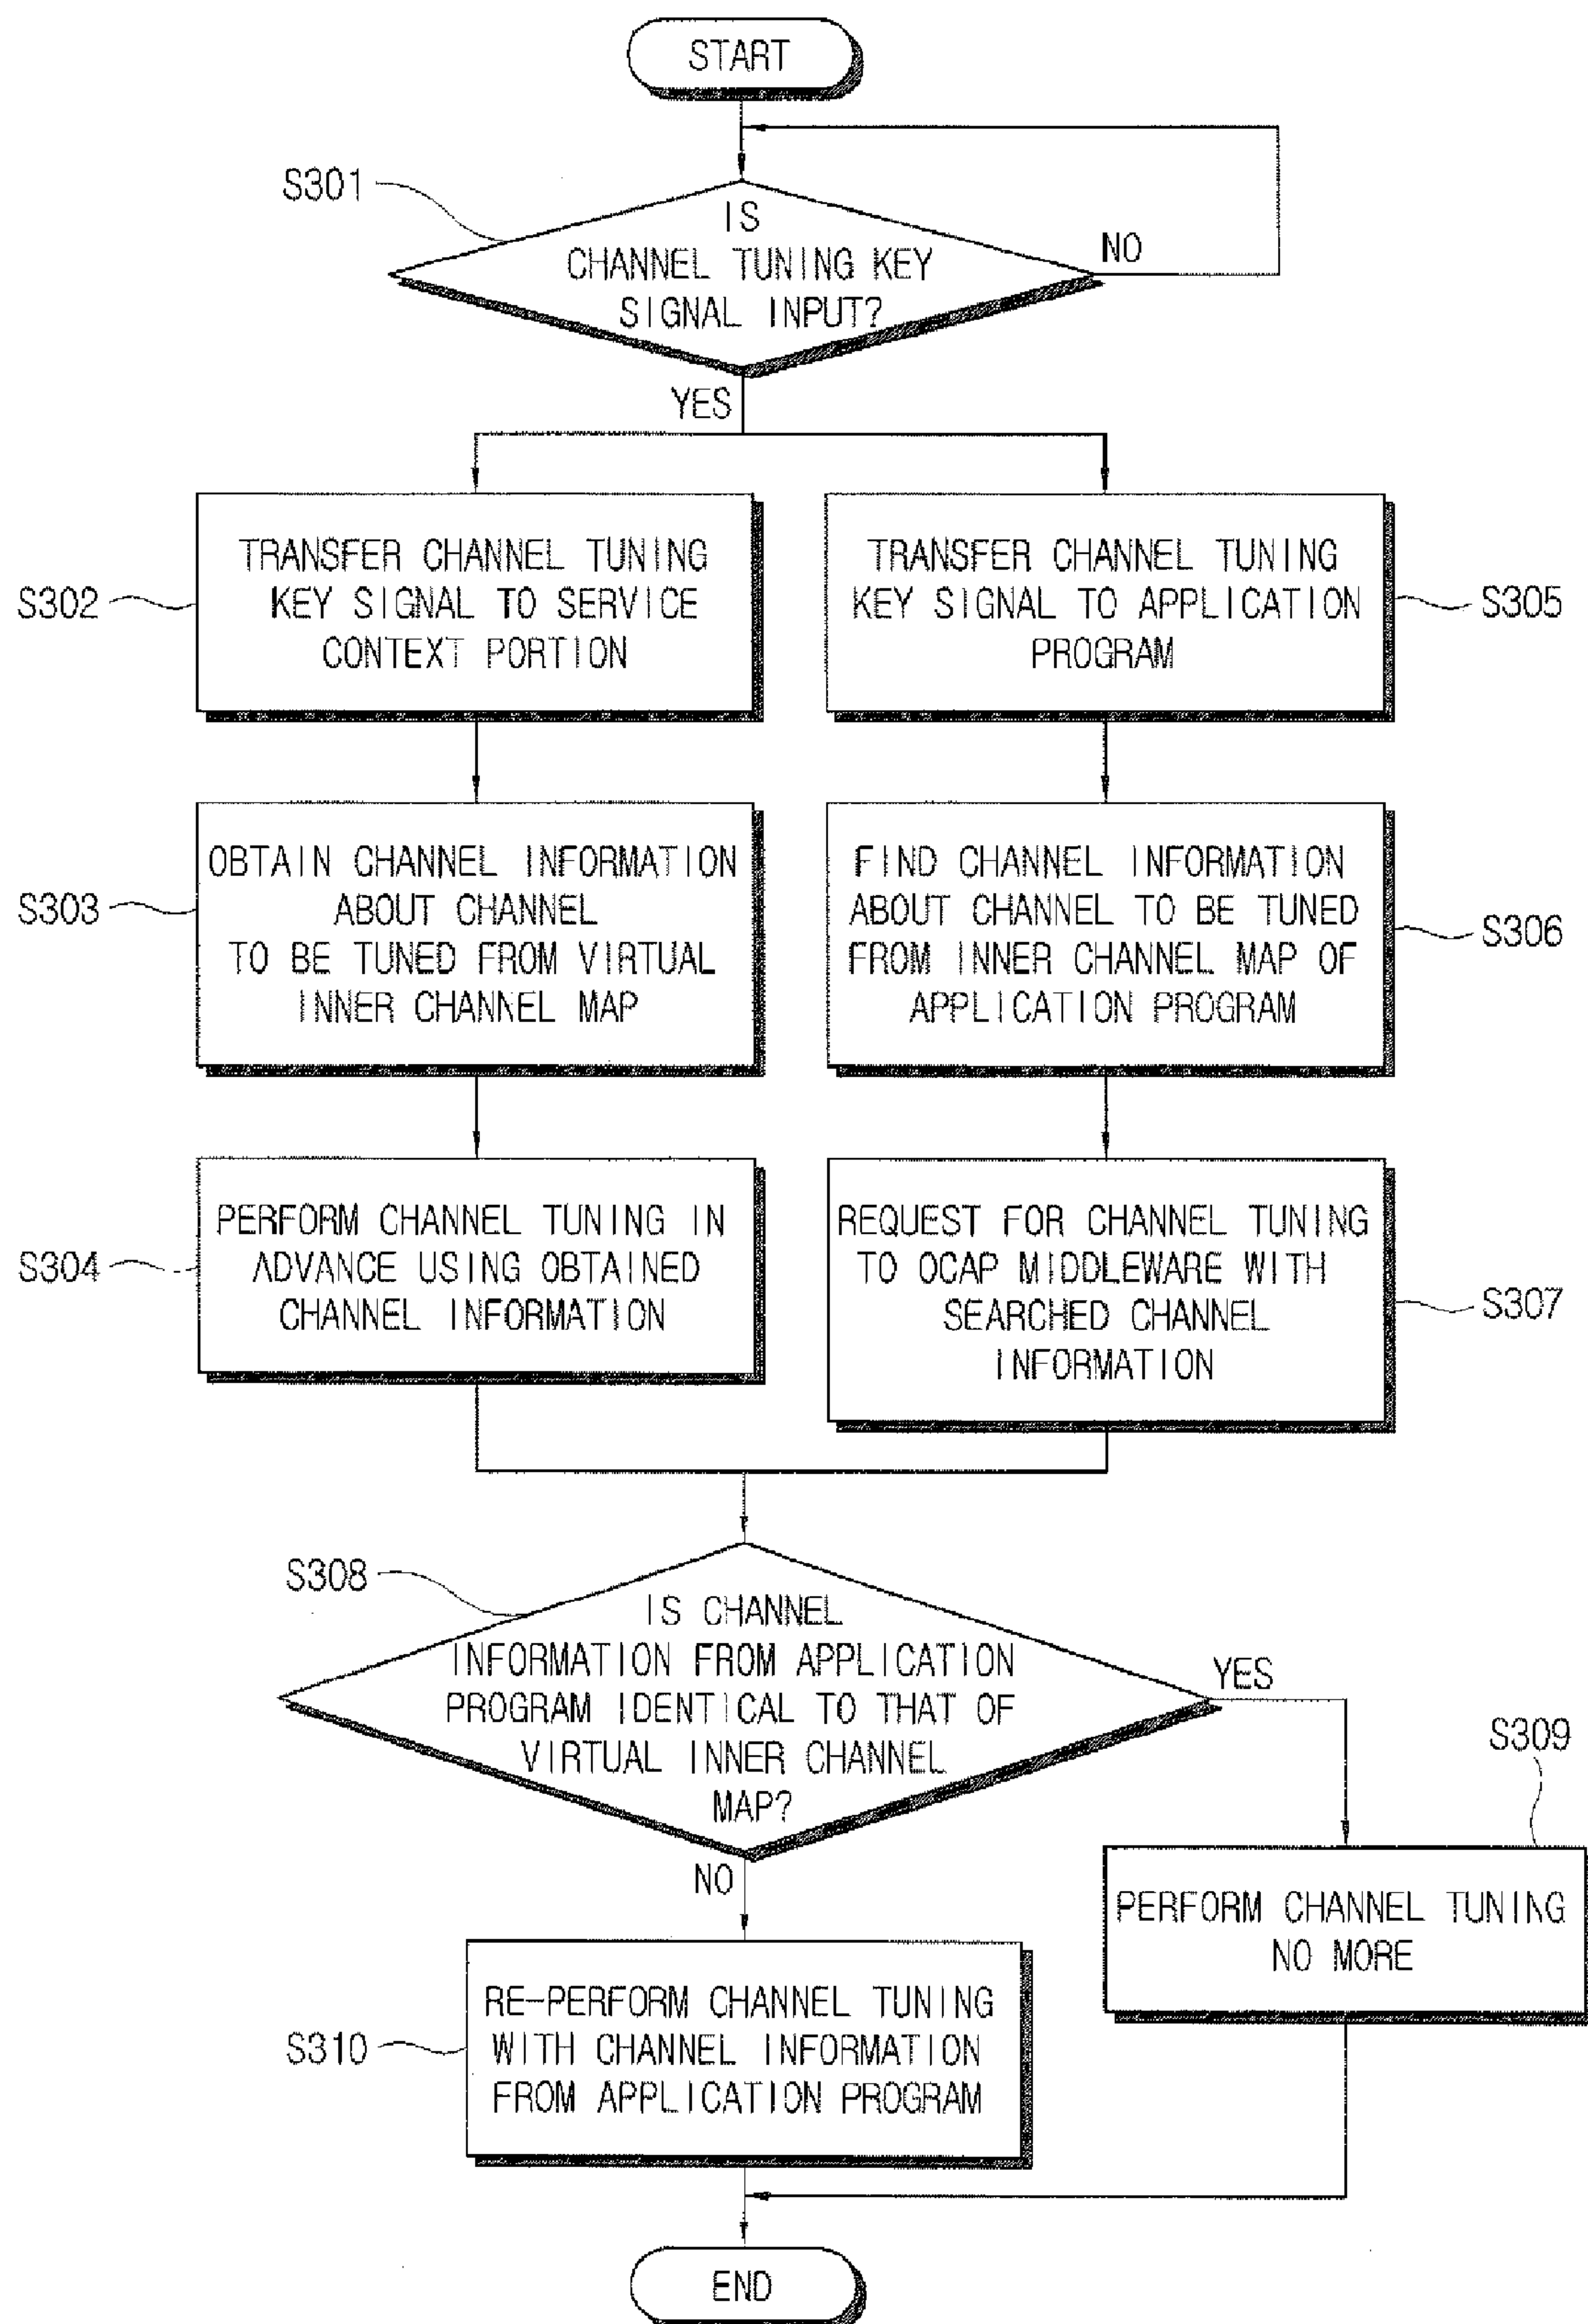 START
S301
IS
CHANNEL TUNING KEY
SIGNAL INPUT?
NO
YES
S302
TRANSFER CHANNEL TUNING
KEY SIGNAL TO SERVICE
CONTEXT PORTION
TRANSFER CHANNEL TUNING
KEY SIGNAL TO APPLICATION
PROGRAM
S305
S303
OBTAIN CHANNEL INFORMATION
ABOUT CHANNEL
TO BE TUNED FROM VIRTUAL
INNER CHANNEL MAP
FIND CHANNEL INFORMATION
ABOUT CHANNEL TO BE TUNED
FROM INNER CHANNEL MAP OF
APPLICATION PROGRAM
S306
S304
PERFORM CHANNEL TUNING IN
ADVANCE USING OBTAINED
CHANNEL INFORMATION
REQUEST FOR CHANNEL TUNING
TO OCAP MIDDLEWARE WITH
SEARCHED CHANNEL
INFORMATION
S307
S308
IS CHANNEL
INFORMATION FROM APPLICATION
PROGRAM IDENTICAL TO THAT OF
VIRTUAL INNER CHANNEL
MAP?
YES
NO
S309
PERFORM CHANNEL TUNING
NO MORE
S310
RE-PERFORM CHANNEL TUNING
WITH CHANNEL INFORMATION
FROM APPLICATION PROGRAM
END